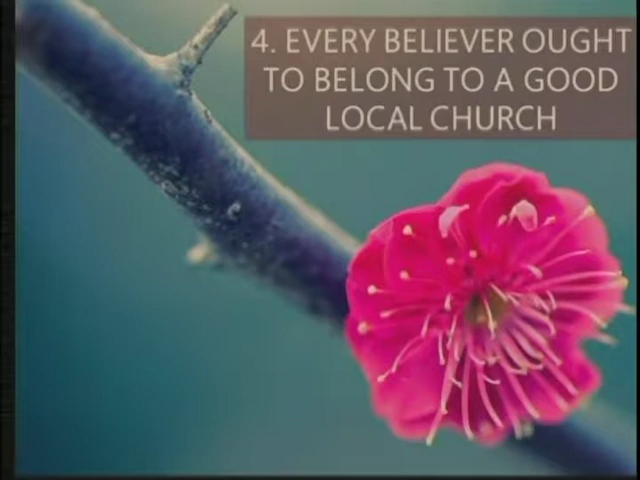 4. EVERY BELIEVER OUGHT
TO BELONG TO A GOOD
LOCAL CHURCH